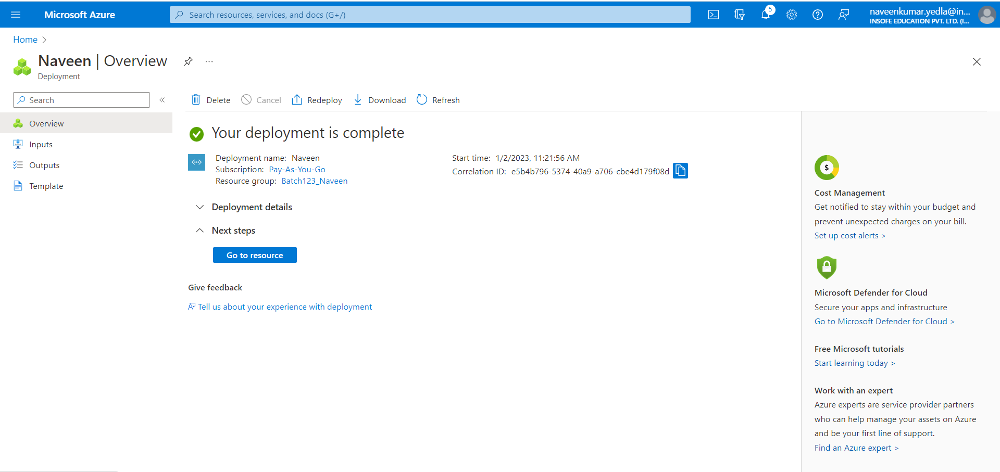 Microsoft Azure
Search resources, services, and docs (G+/)
5
naveenkumar.yedla@in...
INSOFE EDUCATION PVT. LTD. (I...
Home
Naveen | Overview
Deployment
Search
Overview
Inputs
Outputs
Template
Delete
Cancel
Redeploy
Download
Refresh
Your deployment is complete
Deployment name: Naveen
Subscription: Pay-As-You-Go
Resource group: Batch123_Naveen
Start time: 1/2/2023, 11:21:56 AM
Correlation ID: e5b4b796-5374-40a9-a706-cbe4d179f08d
Deployment details
Next steps
Go to resource
Give feedback
Tell us about your experience with deployment
$
Cost Management
Get notified to stay within your budget and
prevent unexpected charges on your bill.
Set up cost alerts >
Microsoft Defender for Cloud
Secure your apps and infrastructure
Go to Microsoft Defender for Cloud >
Free Microsoft tutorials
Start learning today >
Work with an expert
Azure experts are service provider partners
who can help manage your assets on Azure
and be your first line of support.
Find an Azure expert >